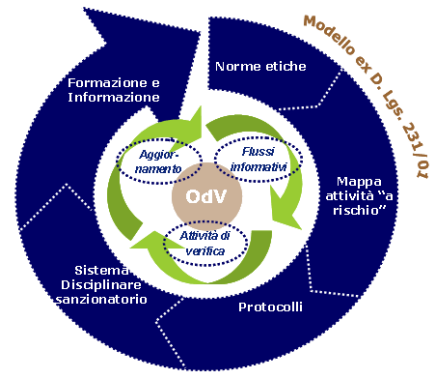 Modello ex D. Lgs. 231/01
Norme etiche
Mappa
attività "a
rischio"
Protocolli
Sistema
Disciplinare
sanzionatorio
Formazione e
Informazione
Aggior-
namento
Flussi
informativi
OdV
Attività di
verifica